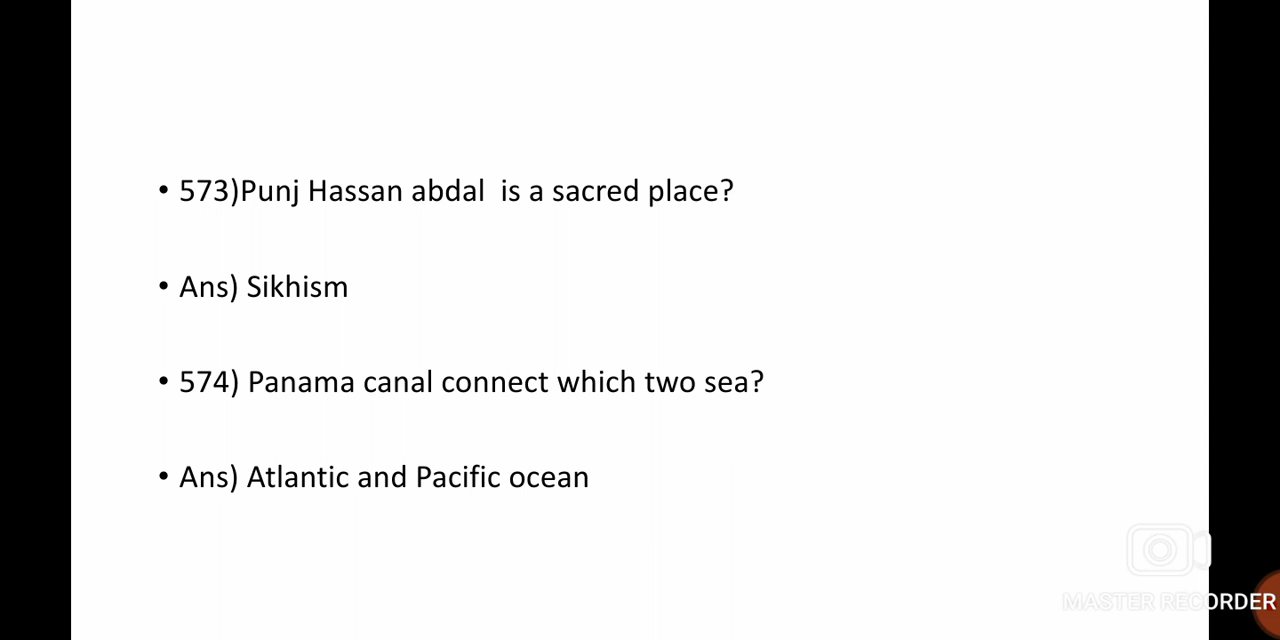 • 573)Punj Hassan abdal  is a sacred place?
• Ans) Sikhism
• 574) Panama canal connect which two sea?
• Ans) Atlantic and Pacific ocean
MASTER RECORDER